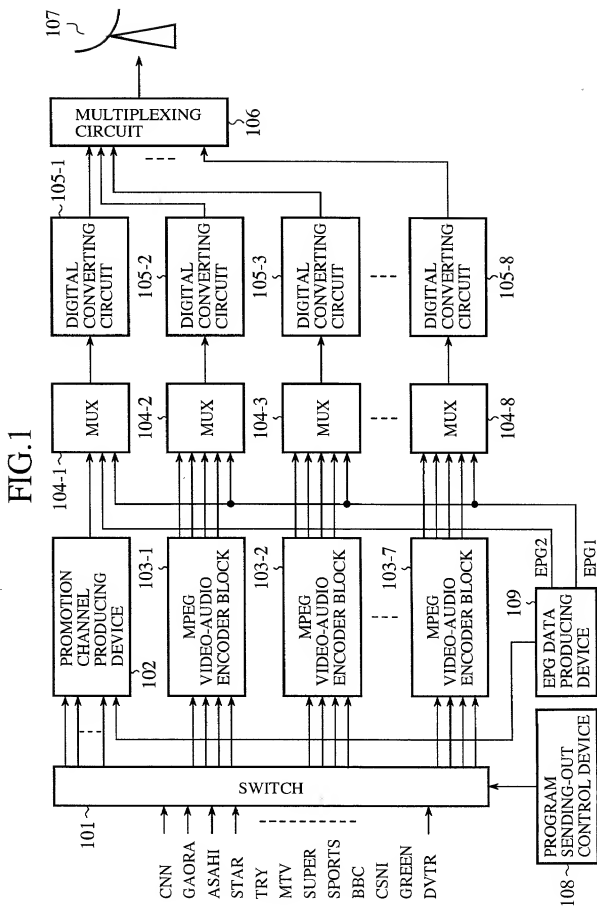 FIG.1
107
MULTIPLEXING
CIRCUIT
106
105-1
DIGITAL
CONVERTING
CIRCUIT
105-2
DIGITAL
CONVERTING
CIRCUIT
105-3
DIGITAL
CONVERTING
CIRCUIT
105-8
DIGITAL
CONVERTING
CIRCUIT
104-1
MUX
104-2
MUX
104-3
MUX
104-8
MUX
PROMOTION
CHANNEL
PRODUCING
DEVICE
102
103-1
MPEG
VIDEO-AUDIO
ENCODER BLOCK
103-2
MPEG
VIDEO-AUDIO
ENCODER BLOCK
103-7
MPEG
VIDEO-AUDIO
ENCODER BLOCK
EPG2
EPG1
109
EPG DATA
PRODUCING
DEVICE
101
SWITCH
PROGRAM
SENDING-OUT
CONTROL DEVICE
108
CNN
GAORA
ASAHI
STAR
TRY
MTV
SUPER
SPORTS
BBC
CSNI
GREEN
DVTR